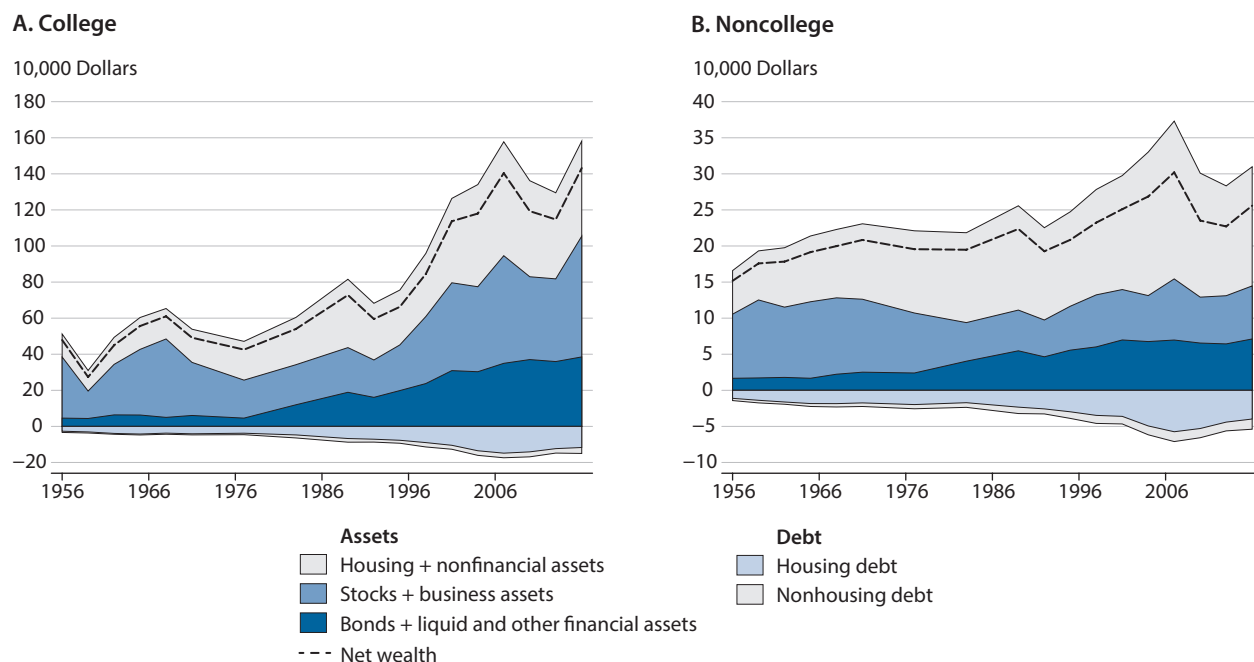 A. College
10,000 Dollars
180
160
140
120
100
80
60
40
20
0
−20
1956 1966 1976 1986 1996 2006
B. Noncollege
10,000 Dollars
40
35
30
25
20
15
10
5
0
−5
−10
1956 1966 1976 1986 1996 2006
Assets
Housing + nonfinancial assets
Stocks + business assets
Bonds + liquid and other financial assets
Net wealth
Debt
Housing debt
Nonhousing debt